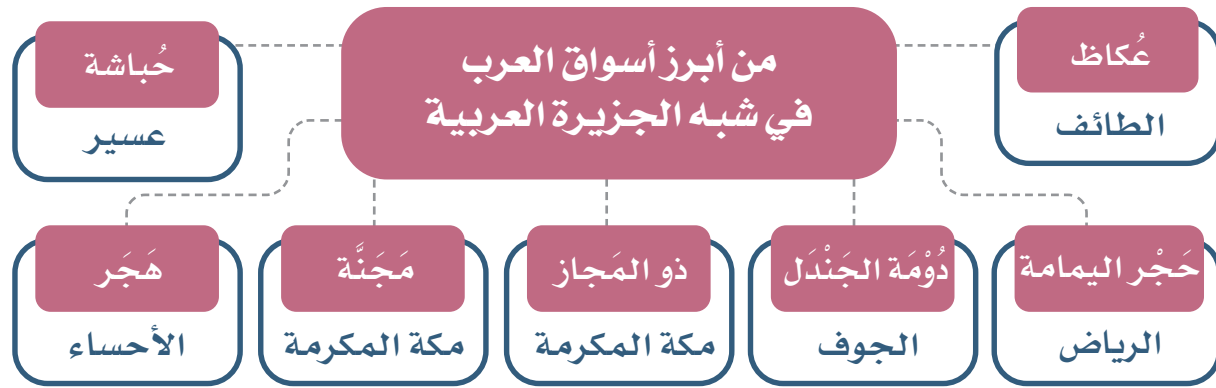 من أبرز أسواق العرب
في شبه الجزيرة العربية
عُكاظ
الطائف
حُباشة
عسير
حَجْر اليمامة
الرياض
دُوْمَة الجَنْدَل
الجوف
ذو المَجاز
مكة المكرمة
مَجَنَّة
مكة المكرمة
هَجَر
الأحساء